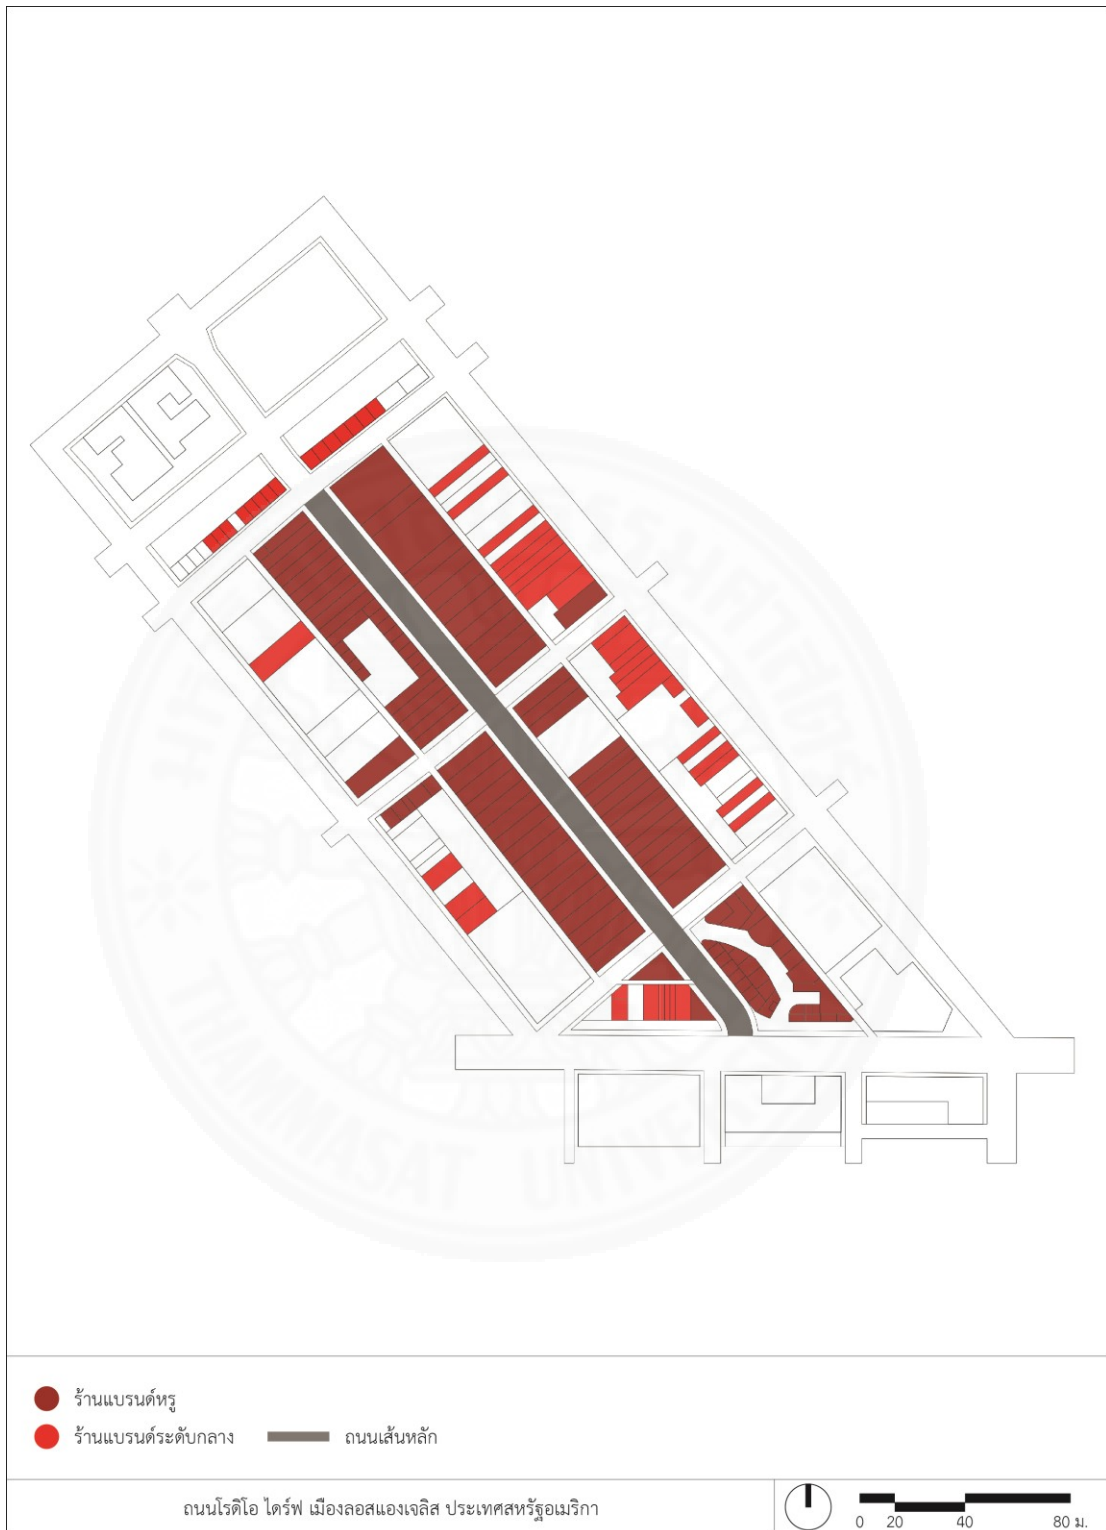 ร้านแบรนด์หรู
ร้านแบรนด์ระดับกลาง
ถนนเส้นหลัก
ถนนโรดิโอ ไดร์ฟ เมืองลอสแองเจลิส ประเทศสหรัฐอเมริกา
0 20 40 80 ม.
THAMMASAT UNIVE